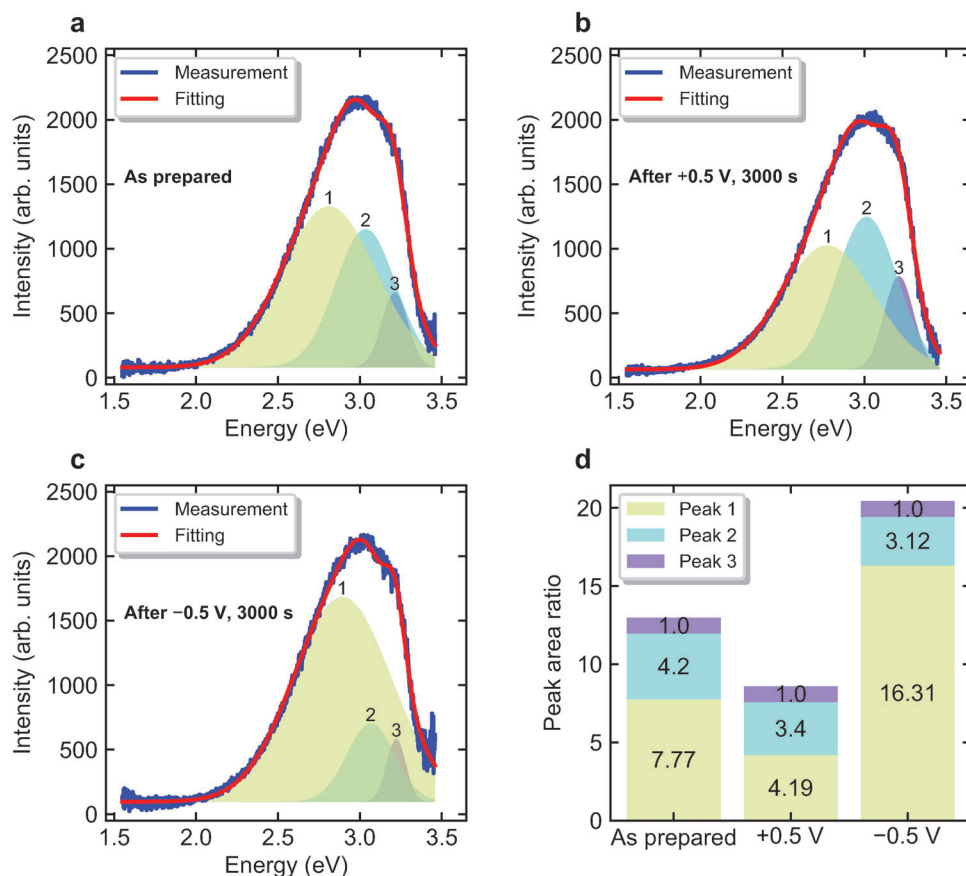 a
2500
2000
1500
1000
500
0
Intensity (arb. units)
Measurement
Fitting
As prepared
1
2
3
1.5 2.0 2.5 3.0 3.5
Energy (eV)
b
2500
2000
1500
1000
500
0
Intensity (arb. units)
Measurement
Fitting
After +0.5 V, 3000 s
1
2
3
1.5 2.0 2.5 3.0 3.5
Energy (eV)
c
2500
2000
1500
1000
500
0
Intensity (arb. units)
Measurement
Fitting
After −0.5 V, 3000 s
1
2
3
1.5 2.0 2.5 3.0 3.5
Energy (eV)
d
20
15
10
5
0
Peak area ratio
Peak 1
Peak 2
Peak 3
1.0
4.2
7.77
1.0
3.4
4.19
1.0
3.12
16.31
As prepared +0.5 V −0.5 V